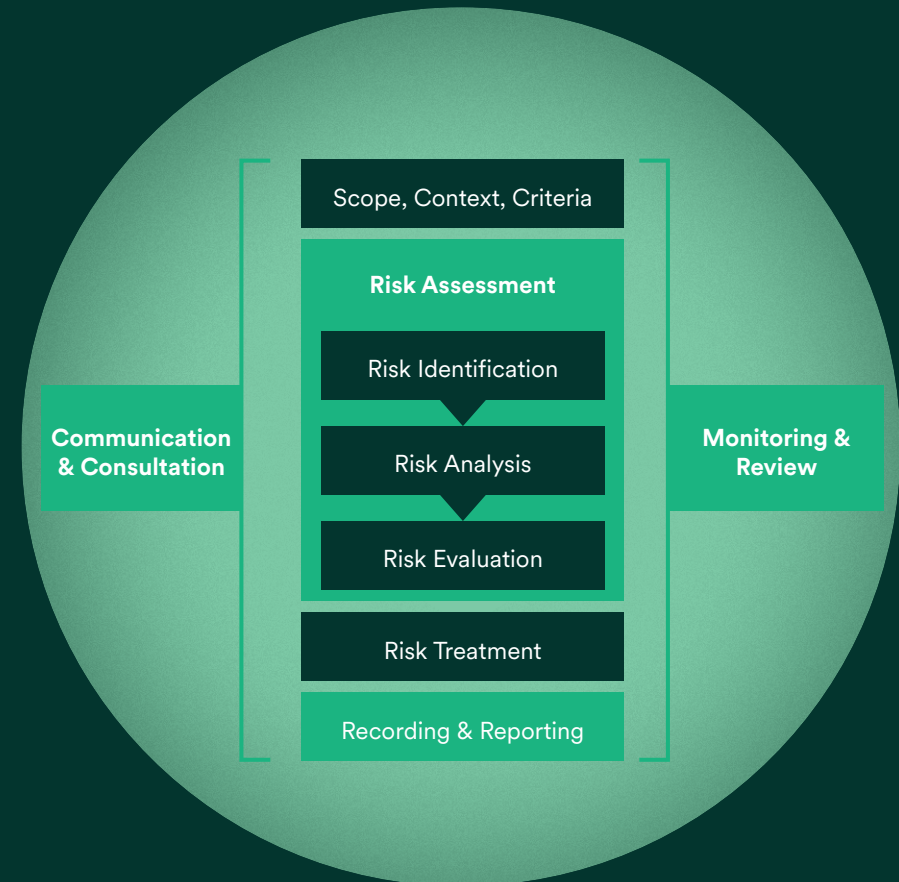 Scope, Context, Criteria
Risk Assessment
Risk Identification
Risk Analysis
Risk Evaluation
Risk Treatment
Recording & Reporting
Communication
& Consultation
Monitoring &
Review